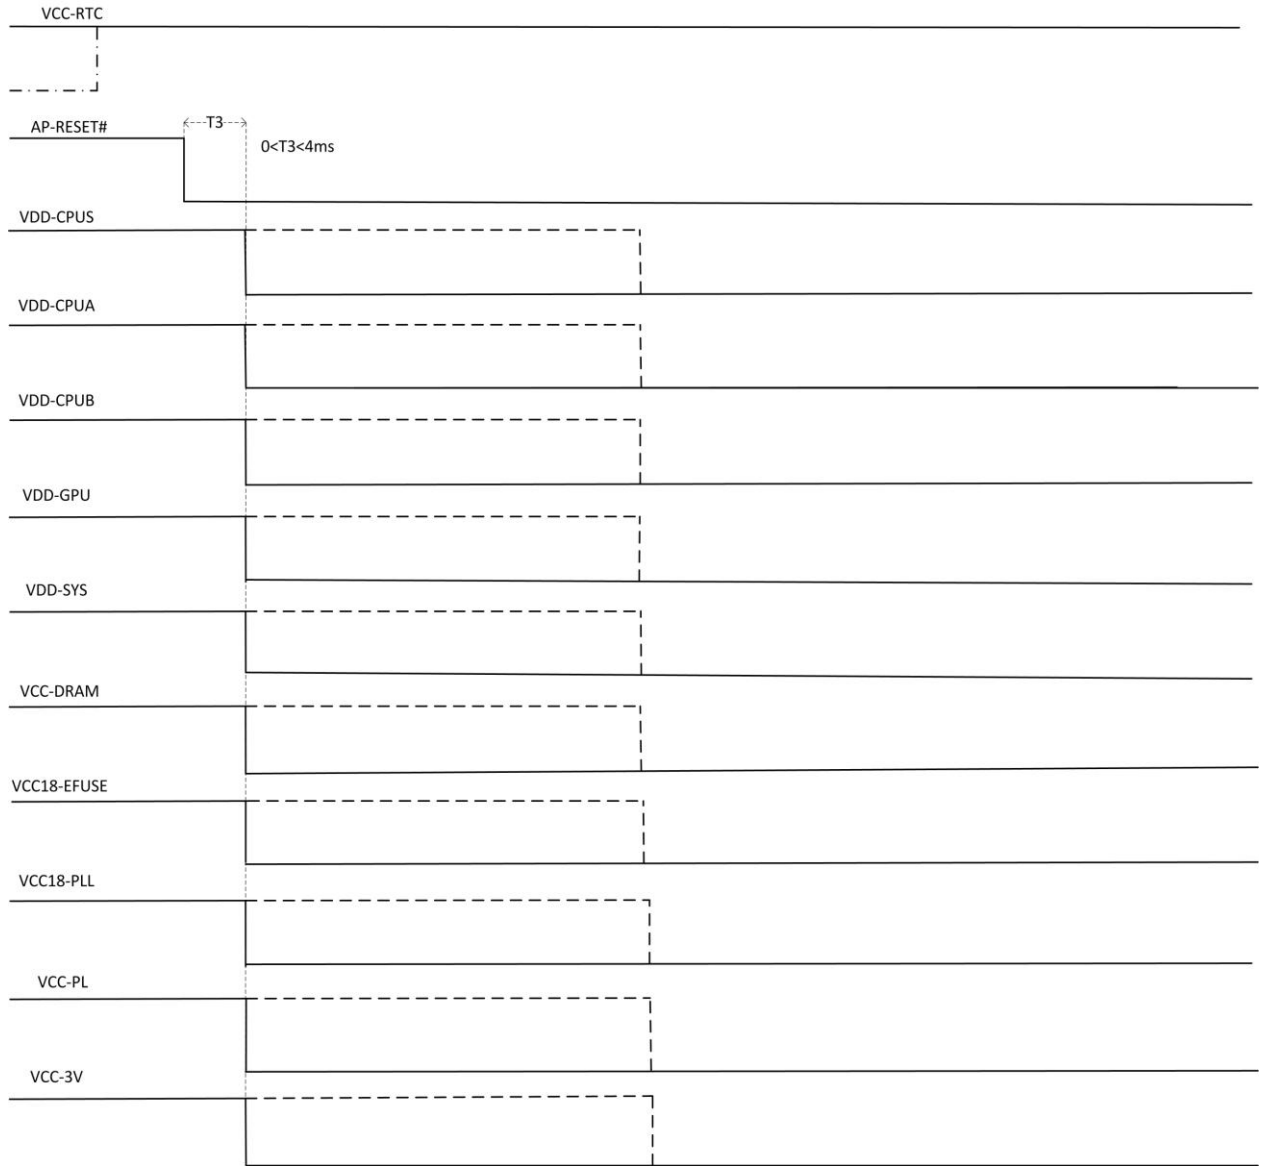 VCC-RTC
AP-RESET#
T3
0<T3<4ms
VDD-CPUS
VDD-CPUA
VDD-CPUB
VDD-GPU
VDD-SYS
VCC-DRAM
VCC18-EFUSE
VCC18-PLL
VCC-PL
VCC-3V